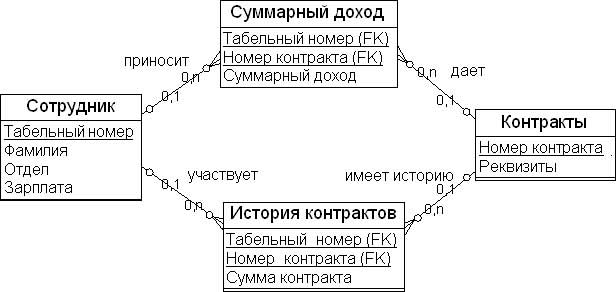 Суммарный доход
Табельный номер (FK)
Номер контракта (FK)
Суммарный доход
приносит
0,n
0,1
0,n
дает
0,1
Сотрудник
Табельный номер
Фамилия
Отдел
Зарплата
Контракты
Номер контракта
Реквизиты
0,1
участвует
0,n
имеет историю
0,1
0,n
История контрактов
Табельный номер (FK)
Номер контракта (FK)
Сумма контракта